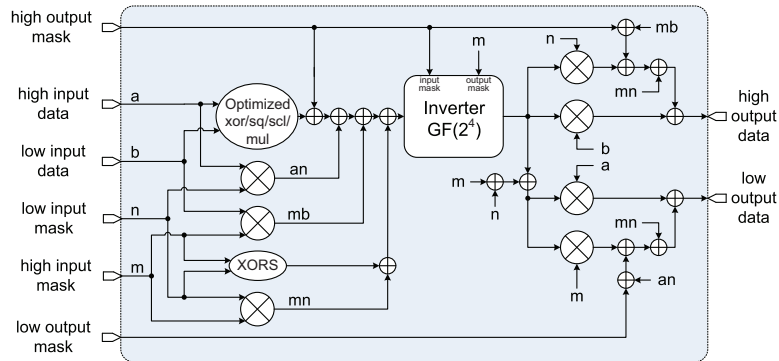 high output
mask
mb
m
n
input
mask
output
mask
mn
high input
data
a
Optimized
xor/sq/scl/
mul
Inverter
GF(2⁴)
high
output
data
low input
data
b
b
a
an
m
n
low
output
data
low input
mask
n
mb
mn
high input
mask
m
XORS
an
m
mn
low output
mask